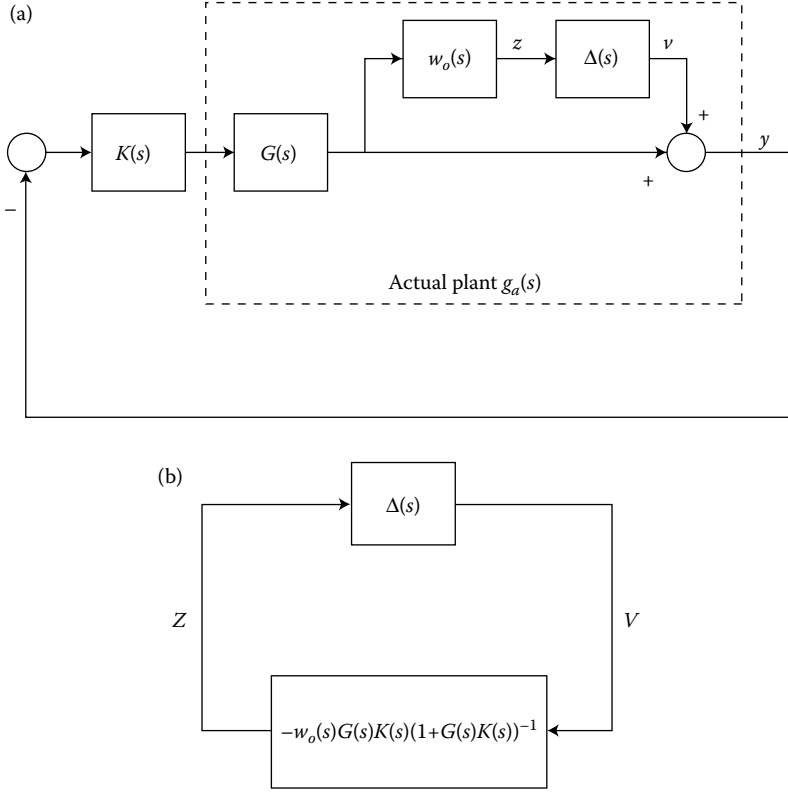 (a)
w_o(s)
z
Δ(s)
v
+
K(s)
G(s)
+
y
−
Actual plant g_a(s)
(b)
Δ(s)
Z
V
−w_o(s)G(s)K(s)(1+G(s)K(s))^{−1}